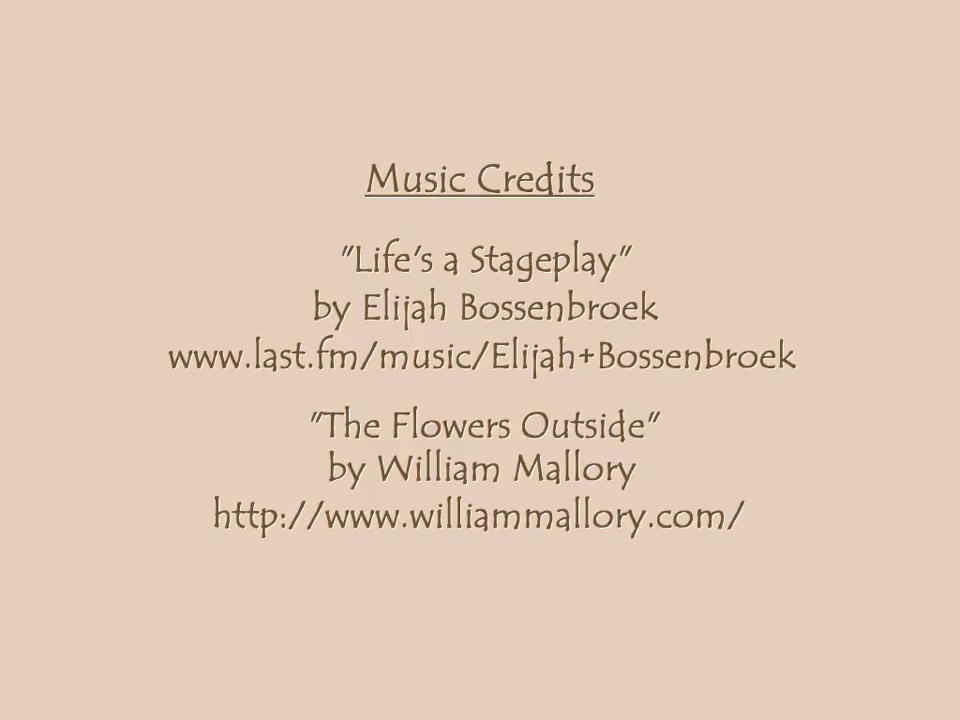 Music Credits
"Life's a Stageplay"
by Elijah Bossenbroek
www.last.fm/music/Elijah+Bossenbroek
"The Flowers Outside"
by William Mallory
http://www.williammallory.com/